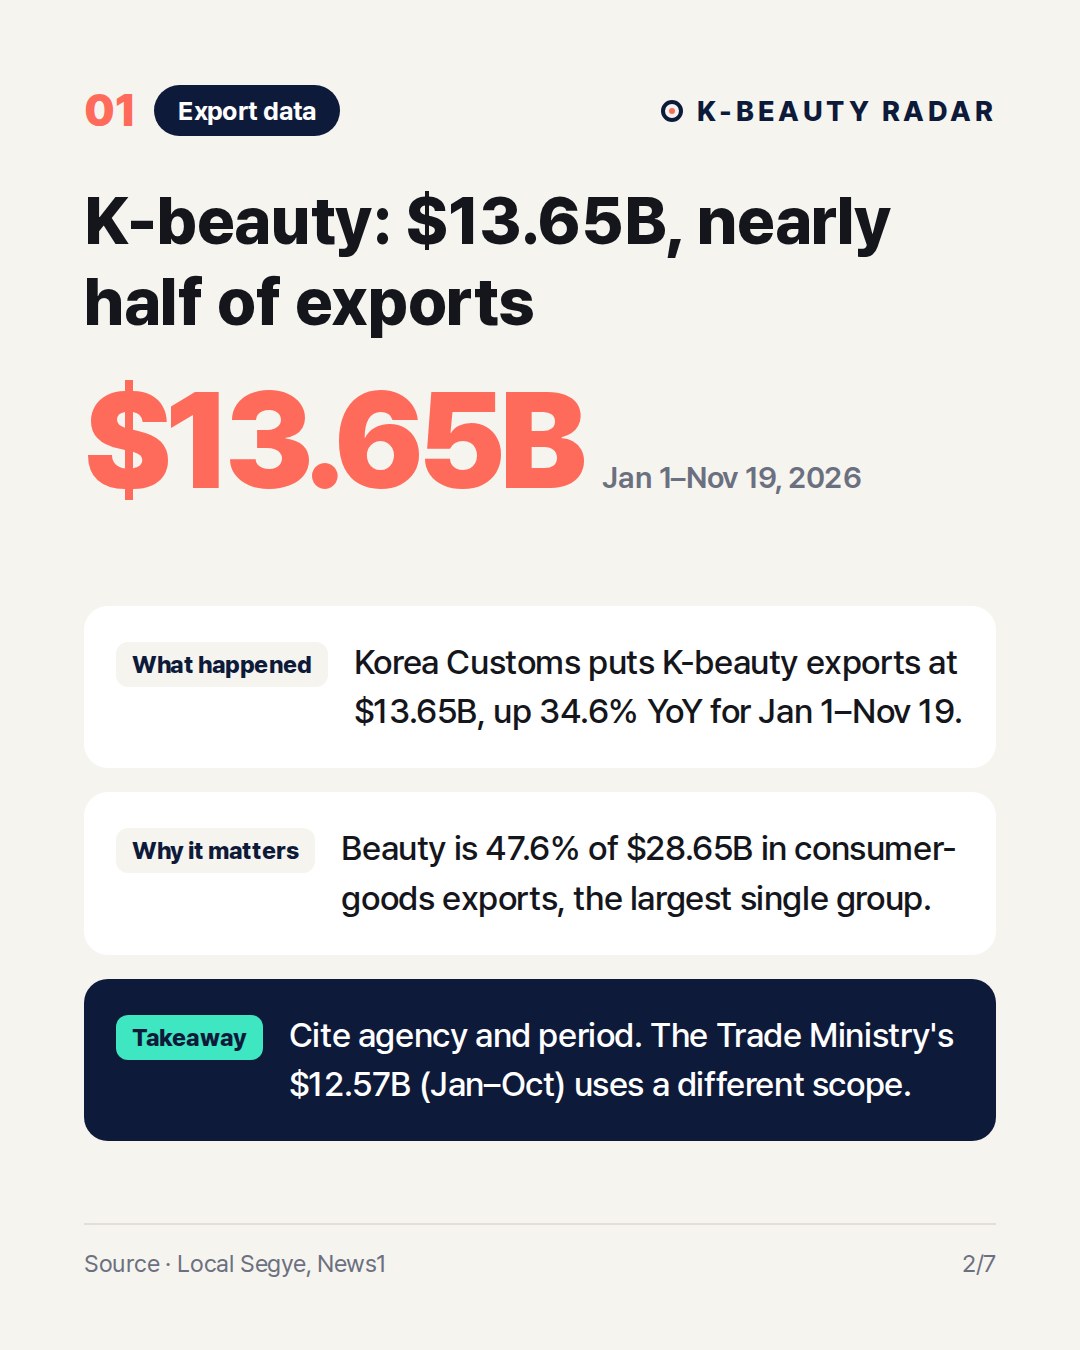 01 Export data K-BEAUTY RADAR
K-beauty: $13.65B, nearly
half of exports
$13.65B Jan 1–Nov 19, 2026
What happened Korea Customs puts K-beauty exports at
$13.65B, up 34.6% YoY for Jan 1–Nov 19.
Why it matters Beauty is 47.6% of $28.65B in consumer-
goods exports, the largest single group.
Takeaway Cite agency and period. The Trade Ministry's
$12.57B (Jan–Oct) uses a different scope.
Source · Local Segye, News1 2/7